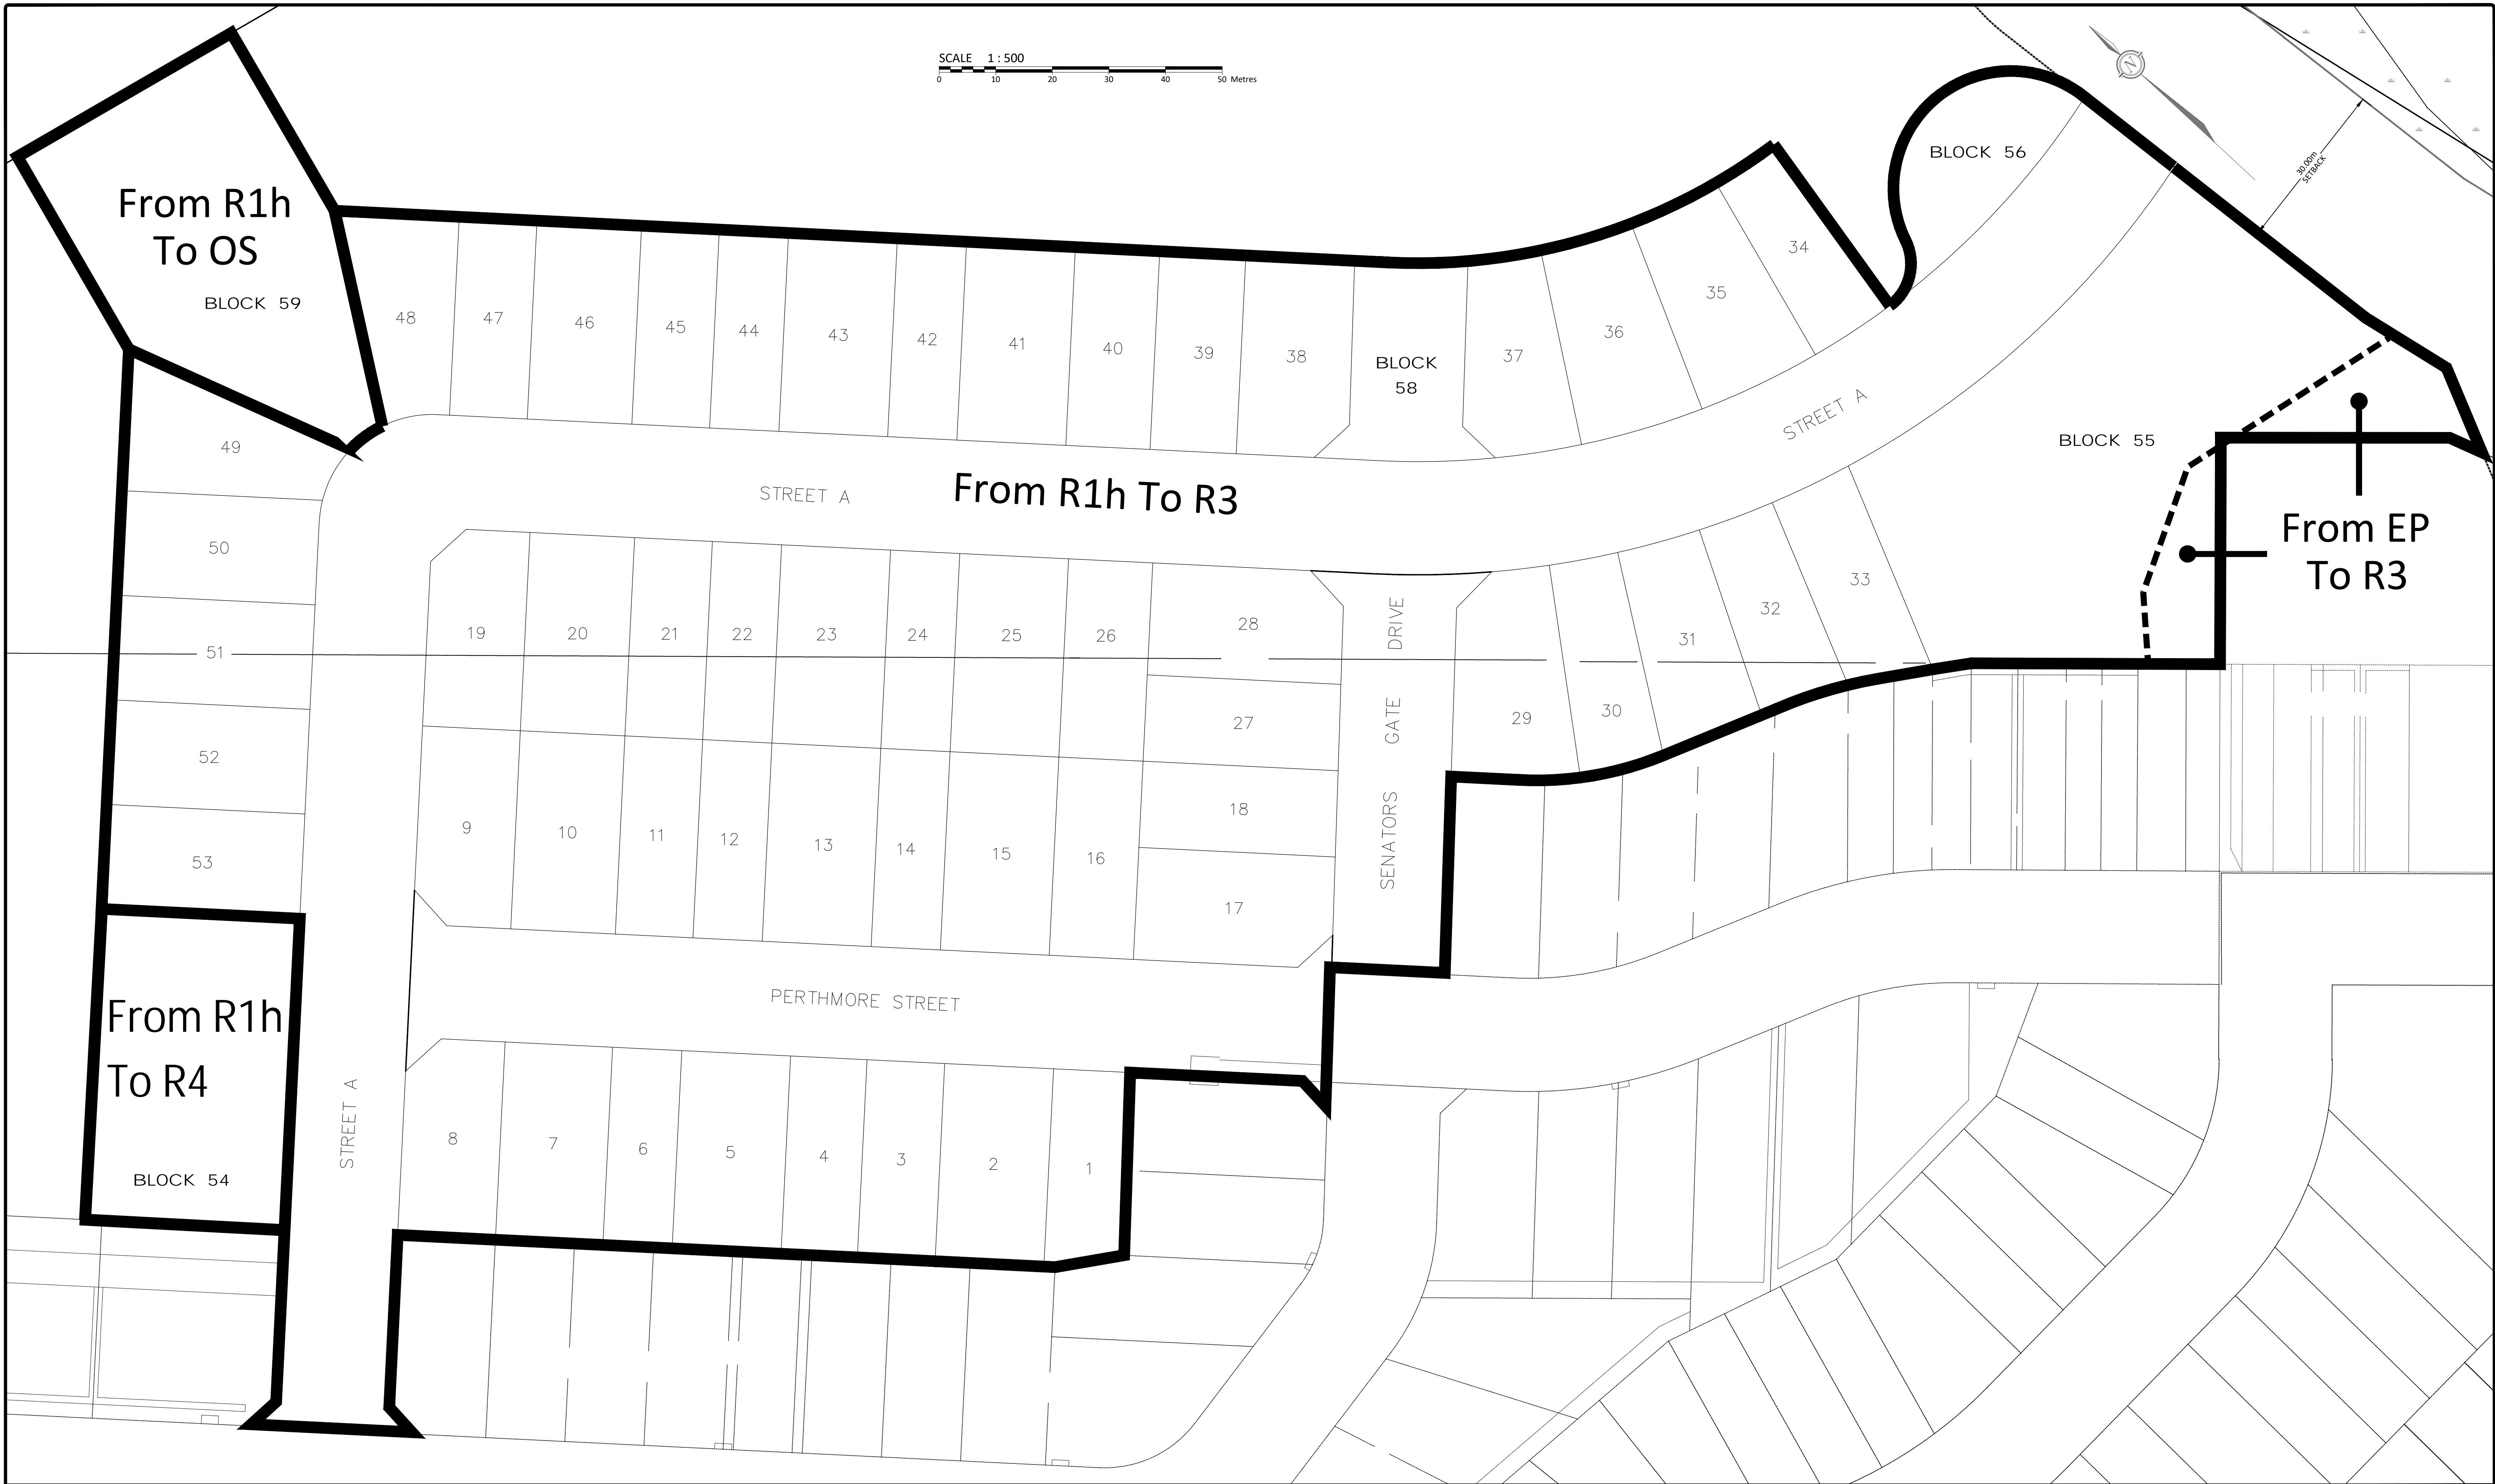 SCALE 1 : 500
0 10 20 30 40 50 Metres
N
30.00m
SETBACK
BLOCK 56
From R1h
To OS
BLOCK 59
34
35
36
37
BLOCK
58
38
39
40
41
42
43
44
45
46
47
48
STREET A
BLOCK 55
49
STREET A
From R1h To R3
From EP
To R3
50
51
52
53
19
20
21
22
23
24
25
26
28
27
SENATORS GATE DRIVE
33
32
31
30
29
9
10
11
12
13
14
15
16
18
17
PERTHMORE STREET
From R1h
To R4
BLOCK 54
STREET A
8
7
6
5
4
3
2
1